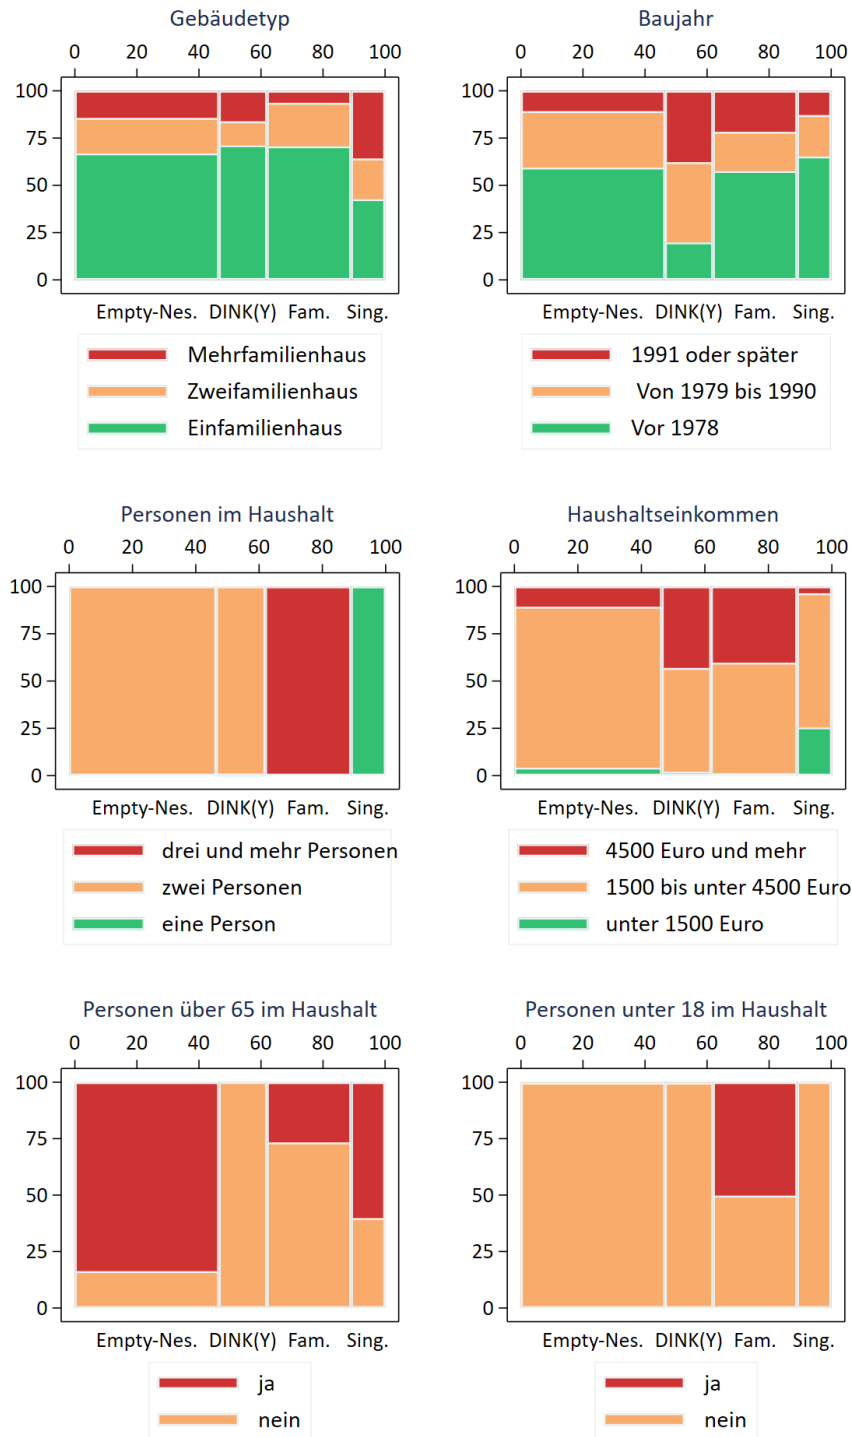 Gebäudetyp
0 20 40 60 80 100
100
75
50
25
0
Empty-Nes. DINK(Y) Fam. Sing.
Mehrfamilienhaus
Zweifamilienhaus
Einfamilienhaus
Baujahr
0 20 40 60 80 100
100
75
50
25
0
Empty-Nes. DINK(Y) Fam. Sing.
1991 oder später
Von 1979 bis 1990
Vor 1978
Personen im Haushalt
0 20 40 60 80 100
100
75
50
25
0
Empty-Nes. DINK(Y) Fam. Sing.
drei und mehr Personen
zwei Personen
eine Person
Haushaltseinkommen
0 20 40 60 80 100
100
75
50
25
0
Empty-Nes. DINK(Y) Fam. Sing.
4500 Euro und mehr
1500 bis unter 4500 Euro
unter 1500 Euro
Personen über 65 im Haushalt
0 20 40 60 80 100
100
75
50
25
0
Empty-Nes. DINK(Y) Fam. Sing.
ja
nein
Personen unter 18 im Haushalt
0 20 40 60 80 100
100
75
50
25
0
Empty-Nes. DINK(Y) Fam. Sing.
ja
nein